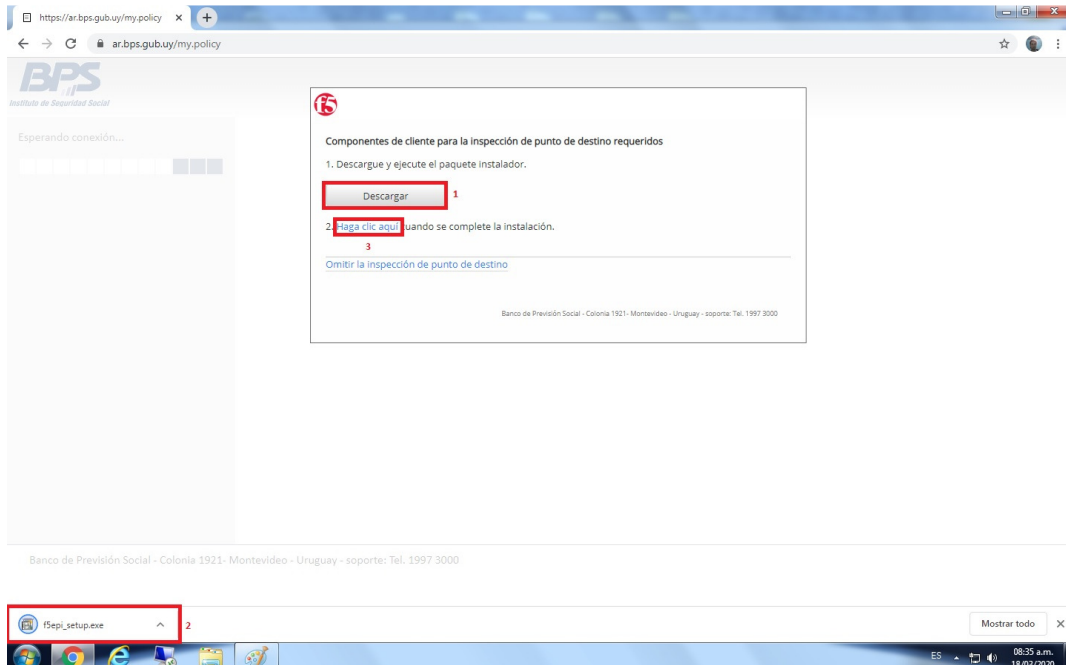 https://ar.bps.gub.uy/my.policy
ar.bps.gub.uy/my.policy
BPS
Instituto de Seguridad Social
Esperando conexión...
f5
Componentes de cliente para la inspección de punto de destino requeridos
1. Descargue y ejecute el paquete instalador.
Descargar 1
2. Haga clic aquí cuando se complete la instalación.
3
Omitir la inspección de punto de destino
Banco de Previsión Social - Colonia 1921- Montevideo - Uruguay - soporte: Tel. 1997 3000
Banco de Previsión Social - Colonia 1921- Montevideo - Uruguay - soporte: Tel. 1997 3000
f5epi_setup.exe 2
Mostrar todo
ES 08:35 a.m.
18/02/2020